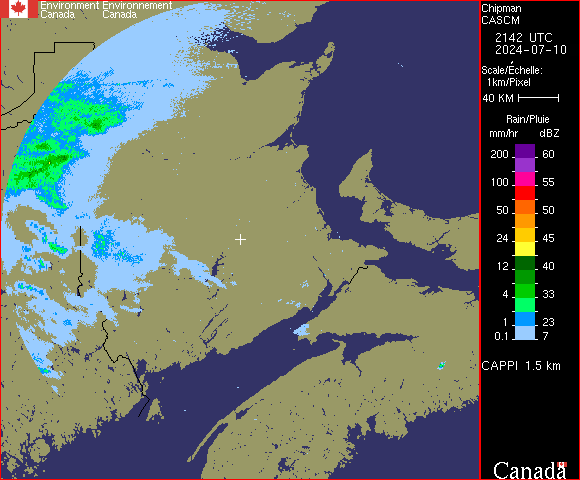 Environment Environnement
Canada Canada
Chipman
CASCM
2142 UTC
2024-07-10
Scale/Échelle:
1km/Pixel
40 KM
Rain/Pluie
mm/hr dBZ
200 60
55
100 55
50 50
45
24 45
12 40
4 33
1 23
0.1 7
CAPPI 1.5 km
Canada